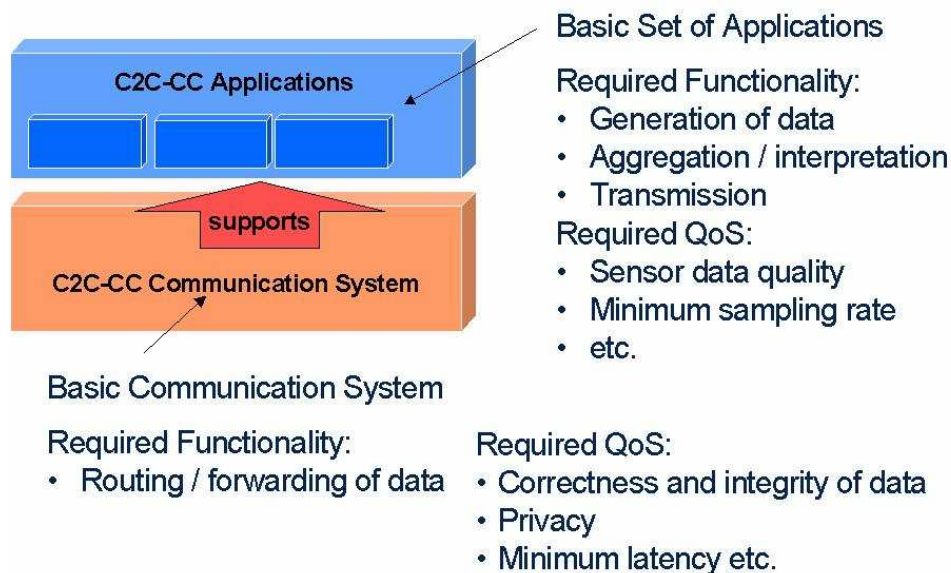 Basic Set of Applications
C2C-CC Applications
Required Functionality:
• Generation of data
• Aggregation / interpretation
• Transmission
Required QoS:
• Sensor data quality
• Minimum sampling rate
• etc.
supports
C2C-CC Communication System
Basic Communication System
Required Functionality:
• Routing / forwarding of data
Required QoS:
• Correctness and integrity of data
• Privacy
• Minimum latency etc.